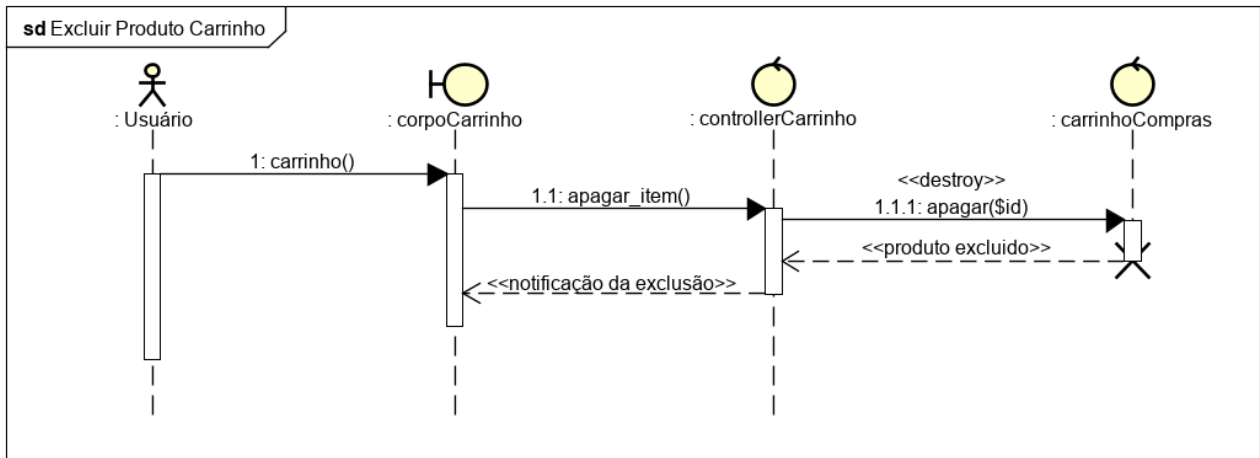 sd Excluir Produto Carrinho
: Usuário
: corpoCarrinho
: controllerCarrinho
: carrinhoCompras
1: carrinho()
1.1: apagar_item()
<<destroy>>
1.1.1: apagar($id)
<<produto excluido>>
<<notificação da exclusão>>